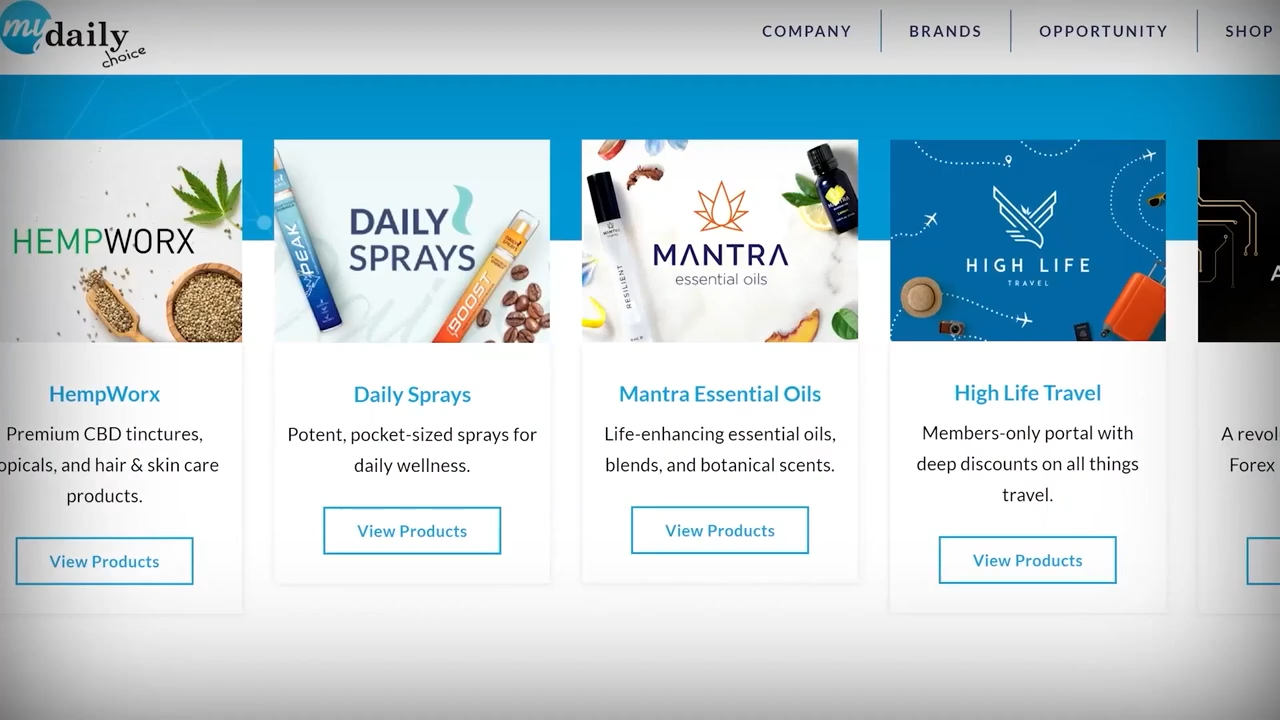 my daily choice
COMPANY
BRANDS
OPPORTUNITY
SHOP
HEMPWORX
PEAK
DAILY
SPRAYS
BOOST
RESILIENT
MANTRA
essential oils
MANTRA
HIGH LIFE
TRAVEL
A
HempWorx
Premium CBD tinctures,
opicals, and hair & skin care
products.
View Products
Daily Sprays
Potent, pocket-sized sprays for
daily wellness.
View Products
Mantra Essential Oils
Life-enhancing essential oils,
blends, and botanical scents.
View Products
High Life Travel
Members-only portal with
deep discounts on all things
travel.
View Products
A revol
Forex